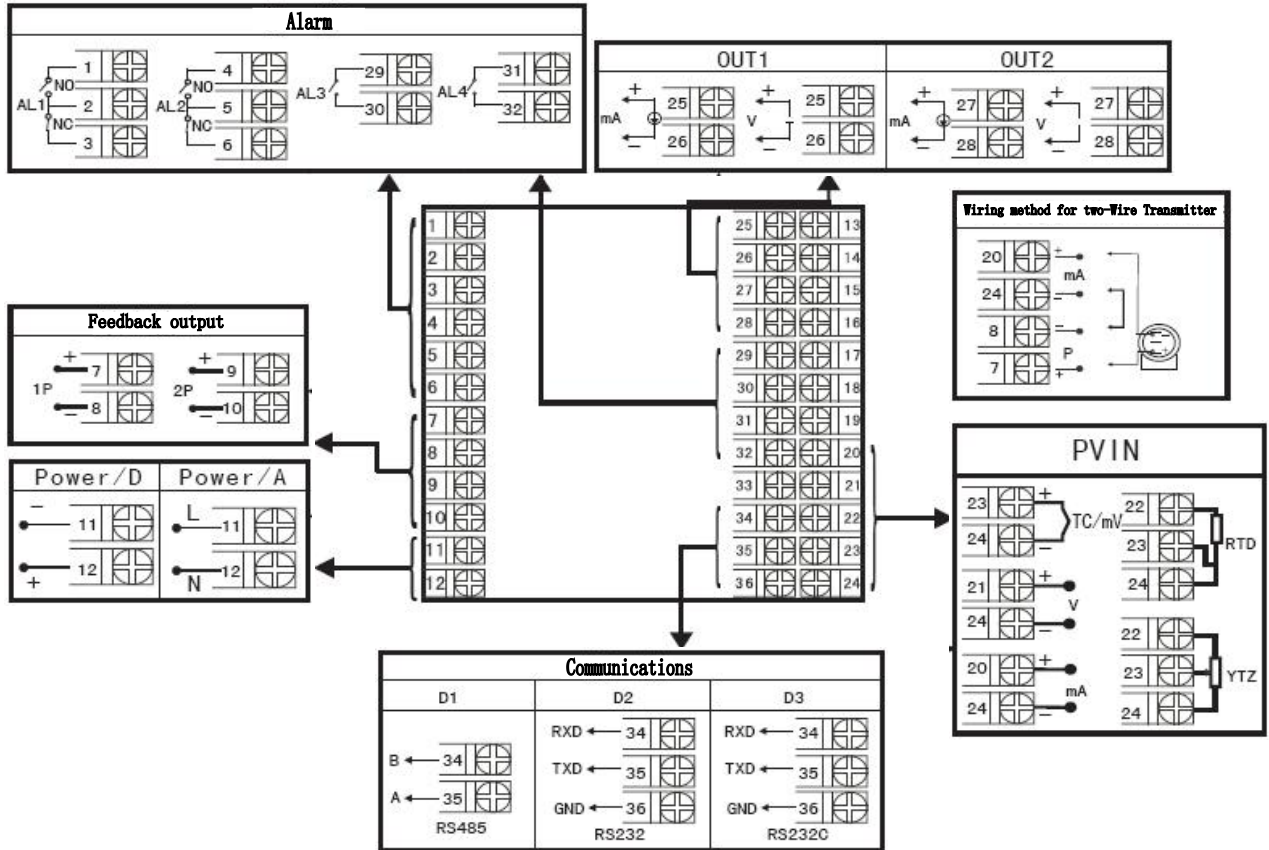 Alarm
AL1 NO NC 1 2 3
AL2 NO NC 4 5 6
AL3 29 30
AL4 31 32
OUT1 OUT2
+ mA − 25 26
+ V − 25 26
+ mA − 27 28
+ V − 27 28
Wiring method for two-Wire Transmitter
20 +
mA
24 −
8 −
P
7 +
Feedback output
1P + 7 − 8
2P + 9 − 10
Power/D Power/A
− 11 L 11
+ 12 N 12
1 25 13
2 26 14
3 27 15
4 28 16
5 29 17
6 30 18
7 31 19
8 32 20
9 33 21
10 34 22
11 35 23
12 36 24
PVIN
23 + 24 − TC/mV
22 23 24 RTD
21 + 24 − V
22 23 24 YTZ
20 + 24 − mA
Communications
D1 D2 D3
B 34
A 35
RS485
RXD 34
TXD 35
GND 36
RS232
RXD 34
TXD 35
GND 36
RS232C